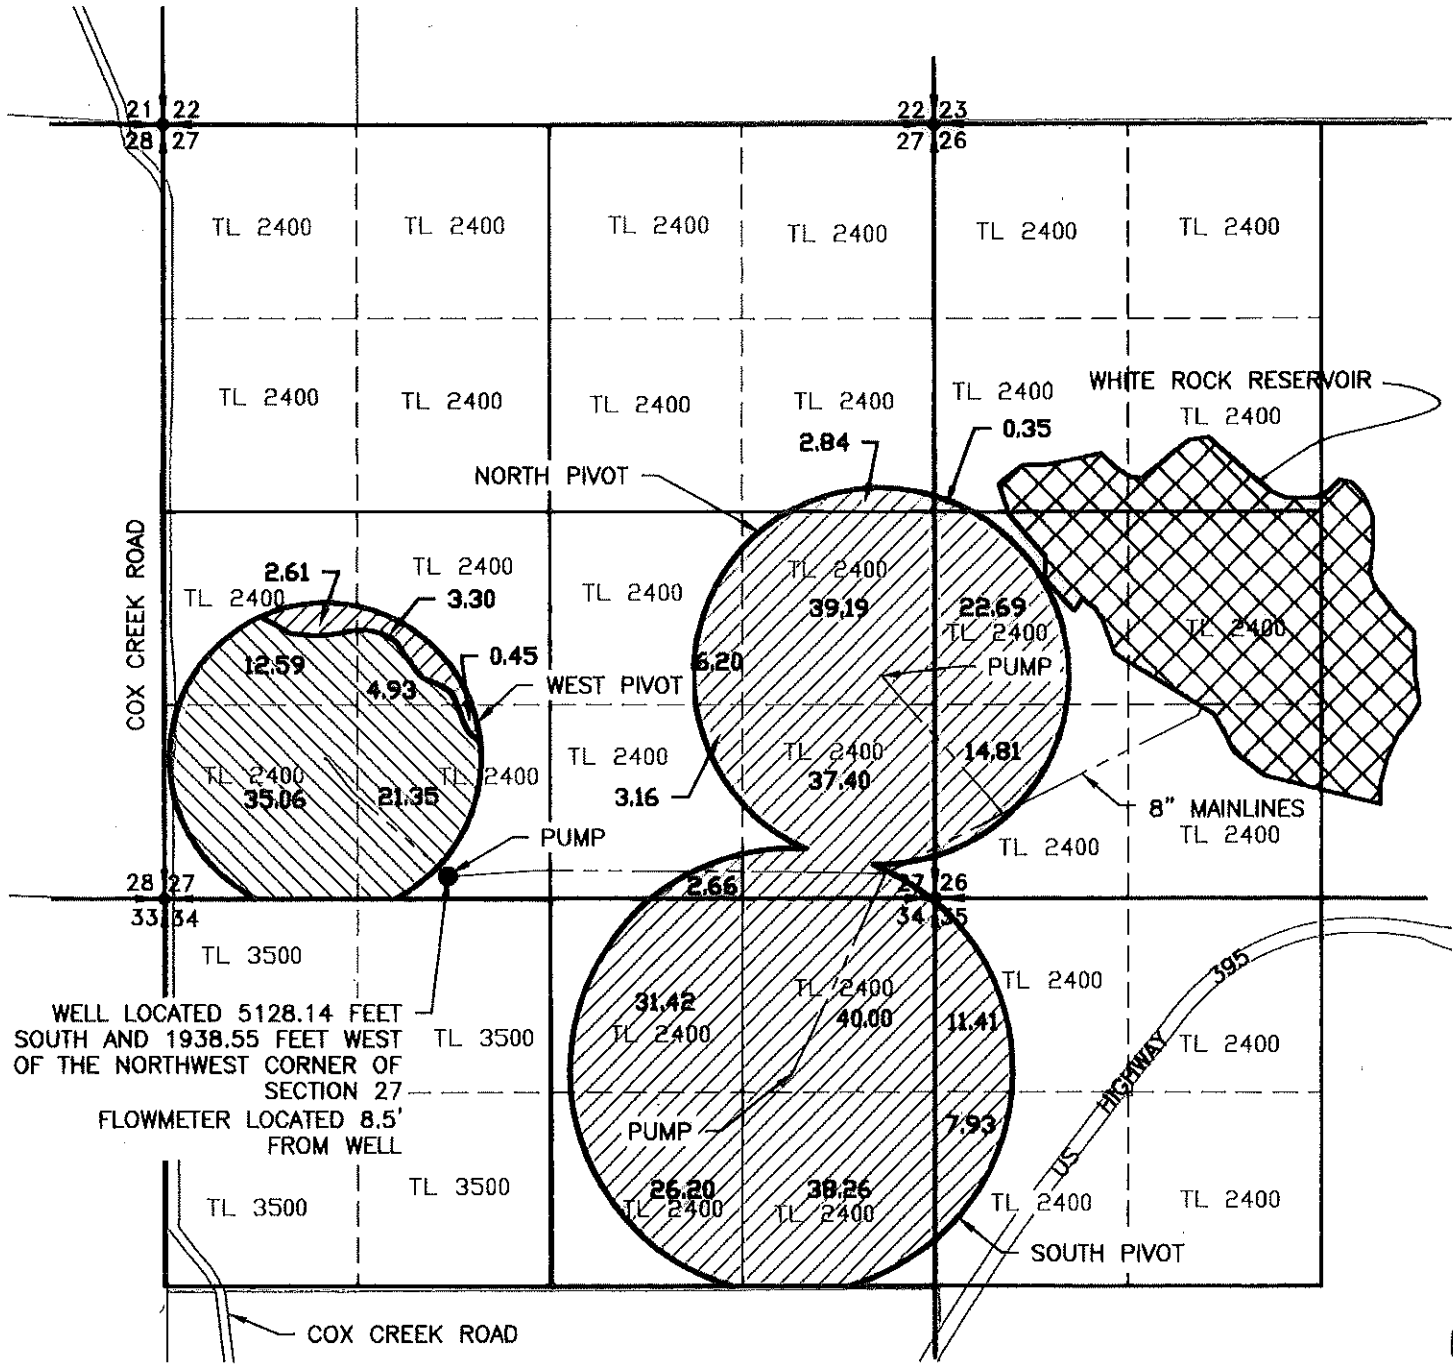 21 22
28 27
22 23
27 26
TL 2400
TL 2400
TL 2400
TL 2400
TL 2400
TL 2400
TL 2400
TL 2400
TL 2400
TL 2400
TL 2400
WHITE ROCK RESERVOIR
TL 2400
0.35
2.84
NORTH PIVOT
COX CREEK ROAD
TL 2400
2.61
TL 2400
3.30
TL 2400
TL 2400
39.19
22.69
TL 2400
TL 2400
12.59
4.93
0.45
WEST PIVOT
6.20
PUMP
TL 2400
35.06
21.35
TL 2400
TL 2400
TL 2400
37.40
14.81
3.16
8" MAINLINES
PUMP
TL 2400
TL 2400
28 27
33 34
2.66
27 26
34 35
TL 3500
WELL LOCATED 5128.14 FEET
SOUTH AND 1938.55 FEET WEST
OF THE NORTHWEST CORNER OF
SECTION 27
FLOWMETER LOCATED 8.5'
FROM WELL
TL 3500
31.42
TL 2400
TL 2400
40.00
11.41
TL 2400
US HIGHWAY 395
TL 2400
PUMP
7.93
TL 3500
TL 3500
26.20
TL 2400
38.26
TL 2400
TL 2400
TL 2400
SOUTH PIVOT
COX CREEK ROAD